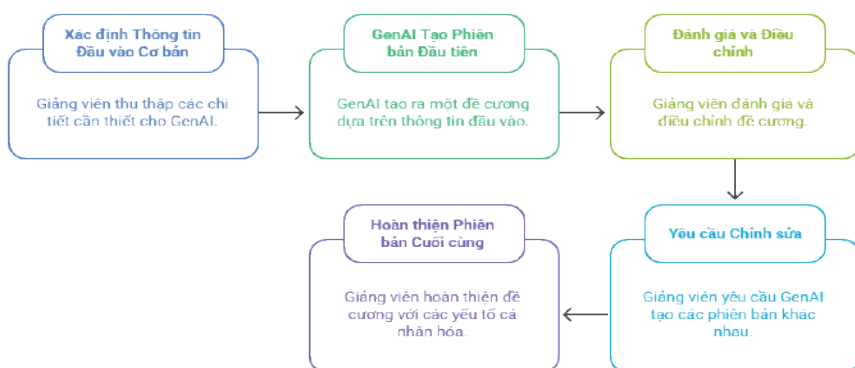 Xác định Thông tin
Đầu vào Cơ bản
Giảng viên thu thập các chi
tiết cần thiết cho GenAI.
GenAI Tạo Phiên
bản Đầu tiên
GenAI tạo ra một đề cương
dựa trên thông tin đầu vào.
Đánh giá và Điều
chỉnh
Giảng viên đánh giá và
điều chỉnh đề cương.
Yêu cầu Chỉnh sửa
Giảng viên yêu cầu GenAI
tạo các phiên bản khác
nhau.
Hoàn thiện Phiên
bản Cuối cùng
Giảng viên hoàn thiện đề
cương với các yếu tố cá
nhân hóa.